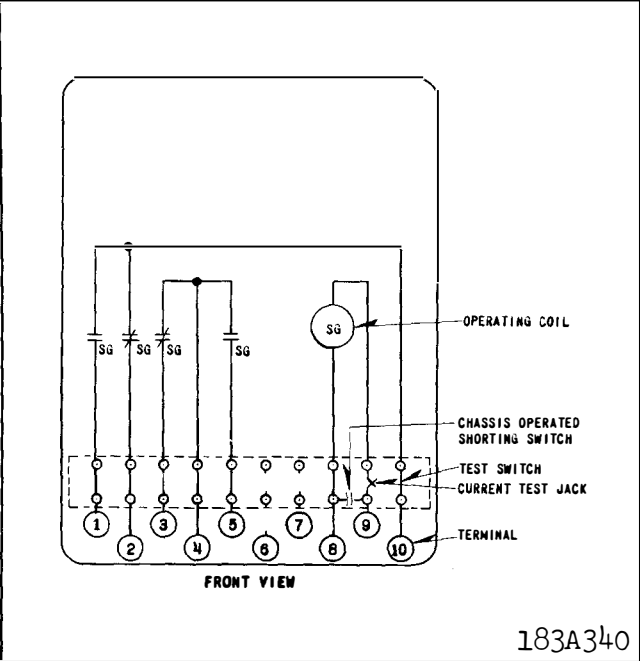 SG SG SG SG
SG
OPERATING COIL
CHASSIS OPERATED
SHORTING SWITCH
TEST SWITCH
CURRENT TEST JACK
1 3 5 7 9
2 4 6 8 10
TERMINAL
FRONT VIEW
183A340